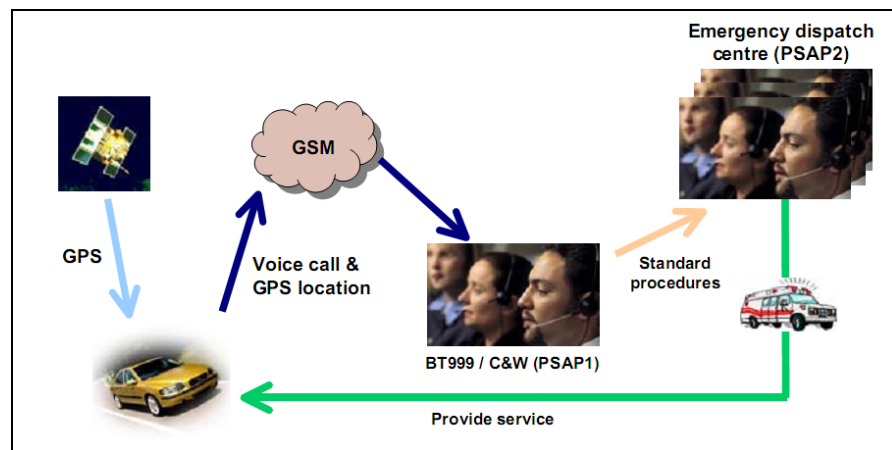 Emergency dispatch
centre (PSAP2)
GSM
GPS
Voice call &
GPS location
Standard
procedures
BT999 / C&W (PSAP1)
Provide service